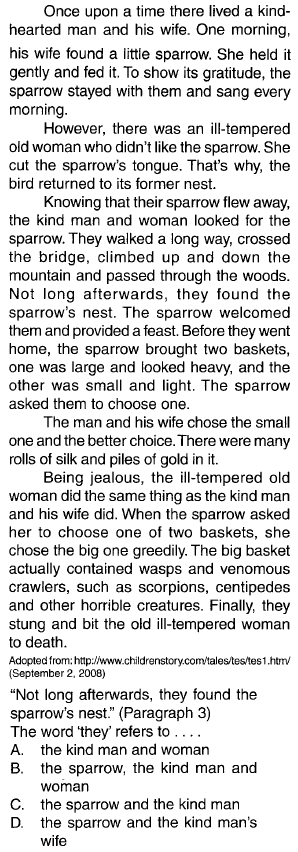 Once upon a time there lived a kind-
hearted man and his wife. One morning,
his wife found a little sparrow. She held it
gently and fed it. To show its gratitude, the
sparrow stayed with them and sang every
morning.
However, there was an ill-tempered
old woman who didn't like the sparrow. She
cut the sparrow's tongue. That's why, the
bird returned to its former nest.
Knowing that their sparrow flew away,
the kind man and woman looked for the
sparrow. They walked a long way, crossed
the bridge, climbed up and down the
mountain and passed through the woods.
Not long afterwards, they found the
sparrow's nest. The sparrow welcomed
them and provided a feast. Before they went
home, the sparrow brought two baskets,
one was large and looked heavy, and the
other was small and light. The sparrow
asked them to choose one.
The man and his wife chose the small
one and the better choice. There were many
rolls of silk and piles of gold in it.
Being jealous, the ill-tempered old
woman did the same thing as the kind man
and his wife did. When the sparrow asked
her to choose one of two baskets, she
chose the big one greedily. The big basket
actually contained wasps and venomous
crawlers, such as scorpions, centipedes
and other horrible creatures. Finally, they
stung and bit the old ill-tempered woman
to death.
Adopted from: http://www.childrenstory.com/tales/tes/tes1.htm/
(September 2, 2008)
"Not long afterwards, they found the
sparrow's nest." (Paragraph 3)
The word 'they' refers to . . . .
A. the kind man and woman
B. the sparrow, the kind man and
woman
C. the sparrow and the kind man
D. the sparrow and the kind man's
wife